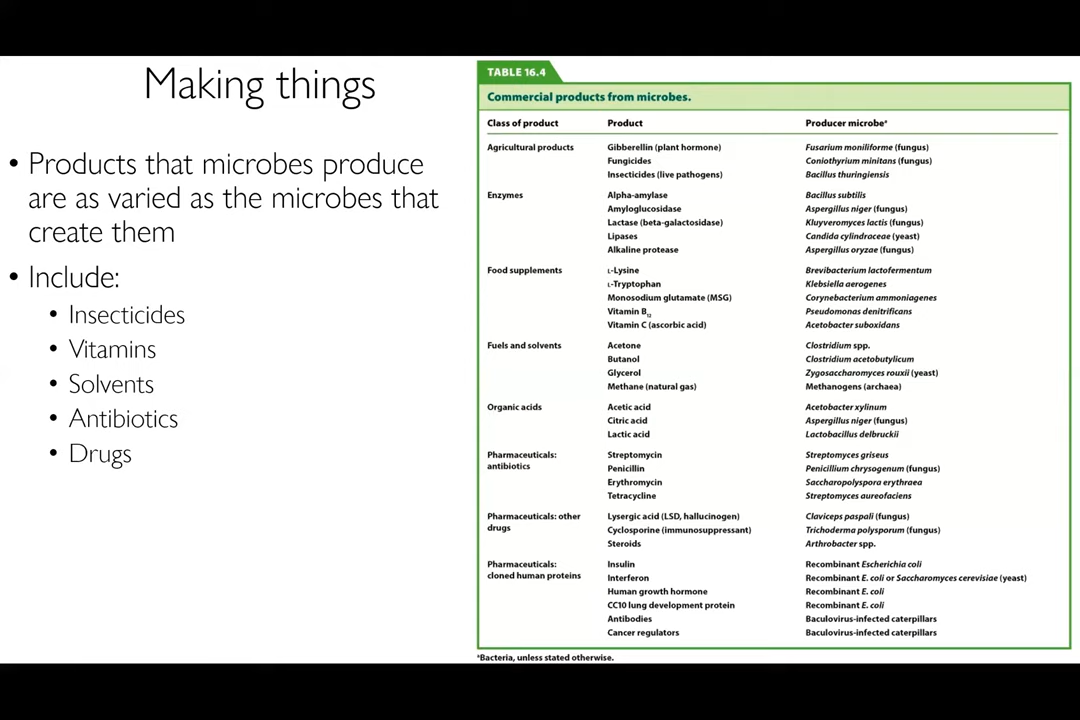 Making things
• Products that microbes produce
are as varied as the microbes that
create them
• Include:
• Insecticides
• Vitamins
• Solvents
• Antibiotics
• Drugs
TABLE 16.4
Commercial products from microbes.
Class of product Product Producer microbeª
Agricultural products Gibberellin (plant hormone) Fusarium moniliforme (fungus)
Fungicides Coniothyrium minitans (fungus)
Insecticides (live pathogens) Bacillus thuringiensis
Enzymes Alpha-amylase Bacillus subtilis
Amyloglucosidase Aspergillus niger (fungus)
Lactase (beta-galactosidase) Kluyveromyces lactis (fungus)
Lipases Candida cylindraceae (yeast)
Alkaline protease Aspergillus oryzae (fungus)
Food supplements L-Lysine Brevibacterium lactofermentum
L-Tryptophan Klebsiella aerogenes
Monosodium glutamate (MSG) Corynebacterium ammoniagenes
Vitamin B12 Pseudomonas denitrificans
Vitamin C (ascorbic acid) Acetobacter suboxidans
Fuels and solvents Acetone Clostridium spp.
Butanol Clostridium acetobutylicum
Glycerol Zygosaccharomyces rouxii (yeast)
Methane (natural gas) Methanogens (archaea)
Organic acids Acetic acid Acetobacter xylinum
Citric acid Aspergillus niger (fungus)
Lactic acid Lactobacillus delbruckii
Pharmaceuticals: Streptomycin Streptomyces griseus
antibiotics Penicillin Penicillium chrysogenum (fungus)
Erythromycin Saccharopolyspora erythraea
Tetracycline Streptomyces aureofaciens
Pharmaceuticals: other Lysergic acid (LSD, hallucinogen) Claviceps paspali (fungus)
drugs Cyclosporine (immunosuppressant) Trichoderma polysporum (fungus)
Steroids Arthrobacter spp.
Pharmaceuticals: Insulin Recombinant Escherichia coli
cloned human proteins Interferon Recombinant E. coli or Saccharomyces cerevisiae (yeast)
Human growth hormone Recombinant E. coli
CC10 lung development protein Recombinant E. coli
Antibodies Baculovirus-infected caterpillars
Cancer regulators Baculovirus-infected caterpillars
ªBacteria, unless stated otherwise.